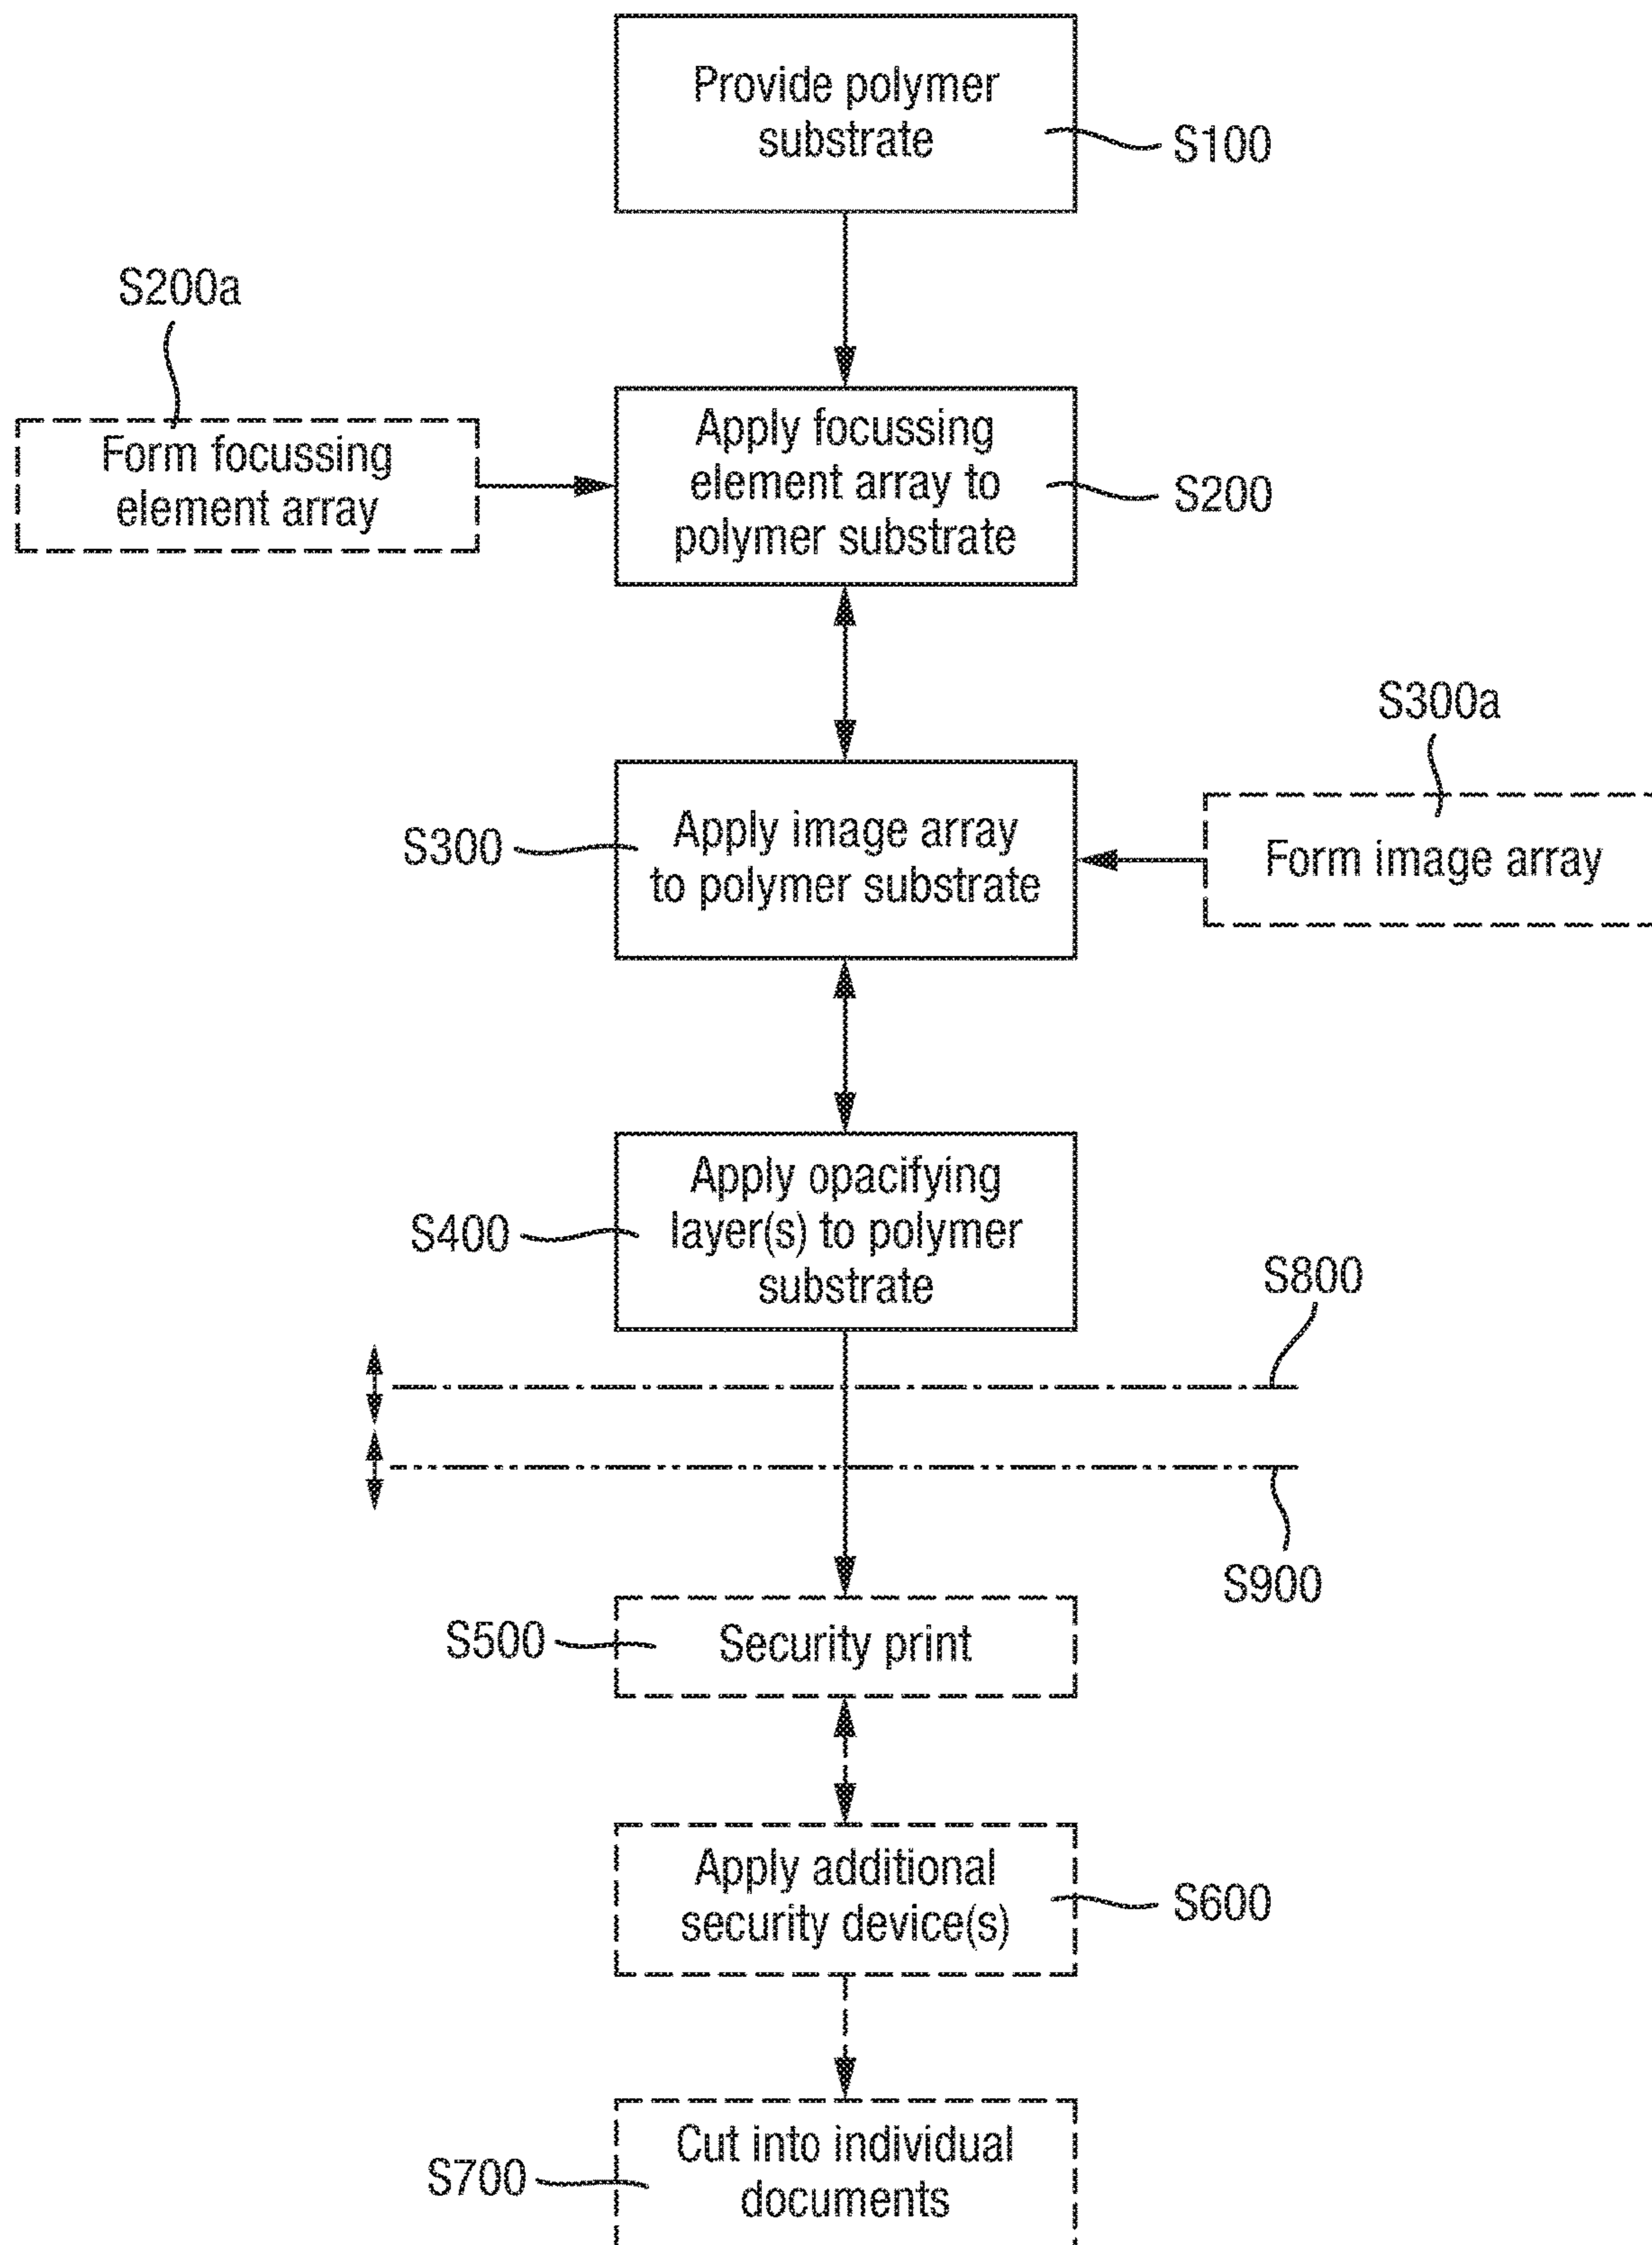 Provide polymer
substrate
S100
S200a
Form focussing
element array
Apply focussing
element array to
polymer substrate
S200
S300a
S300
Apply image array
to polymer substrate
Form image array
S400
Apply opacifying
layer(s) to polymer
substrate
S800
S900
S500
Security print
Apply additional
security device(s)
S600
S700
Cut into individual
documents